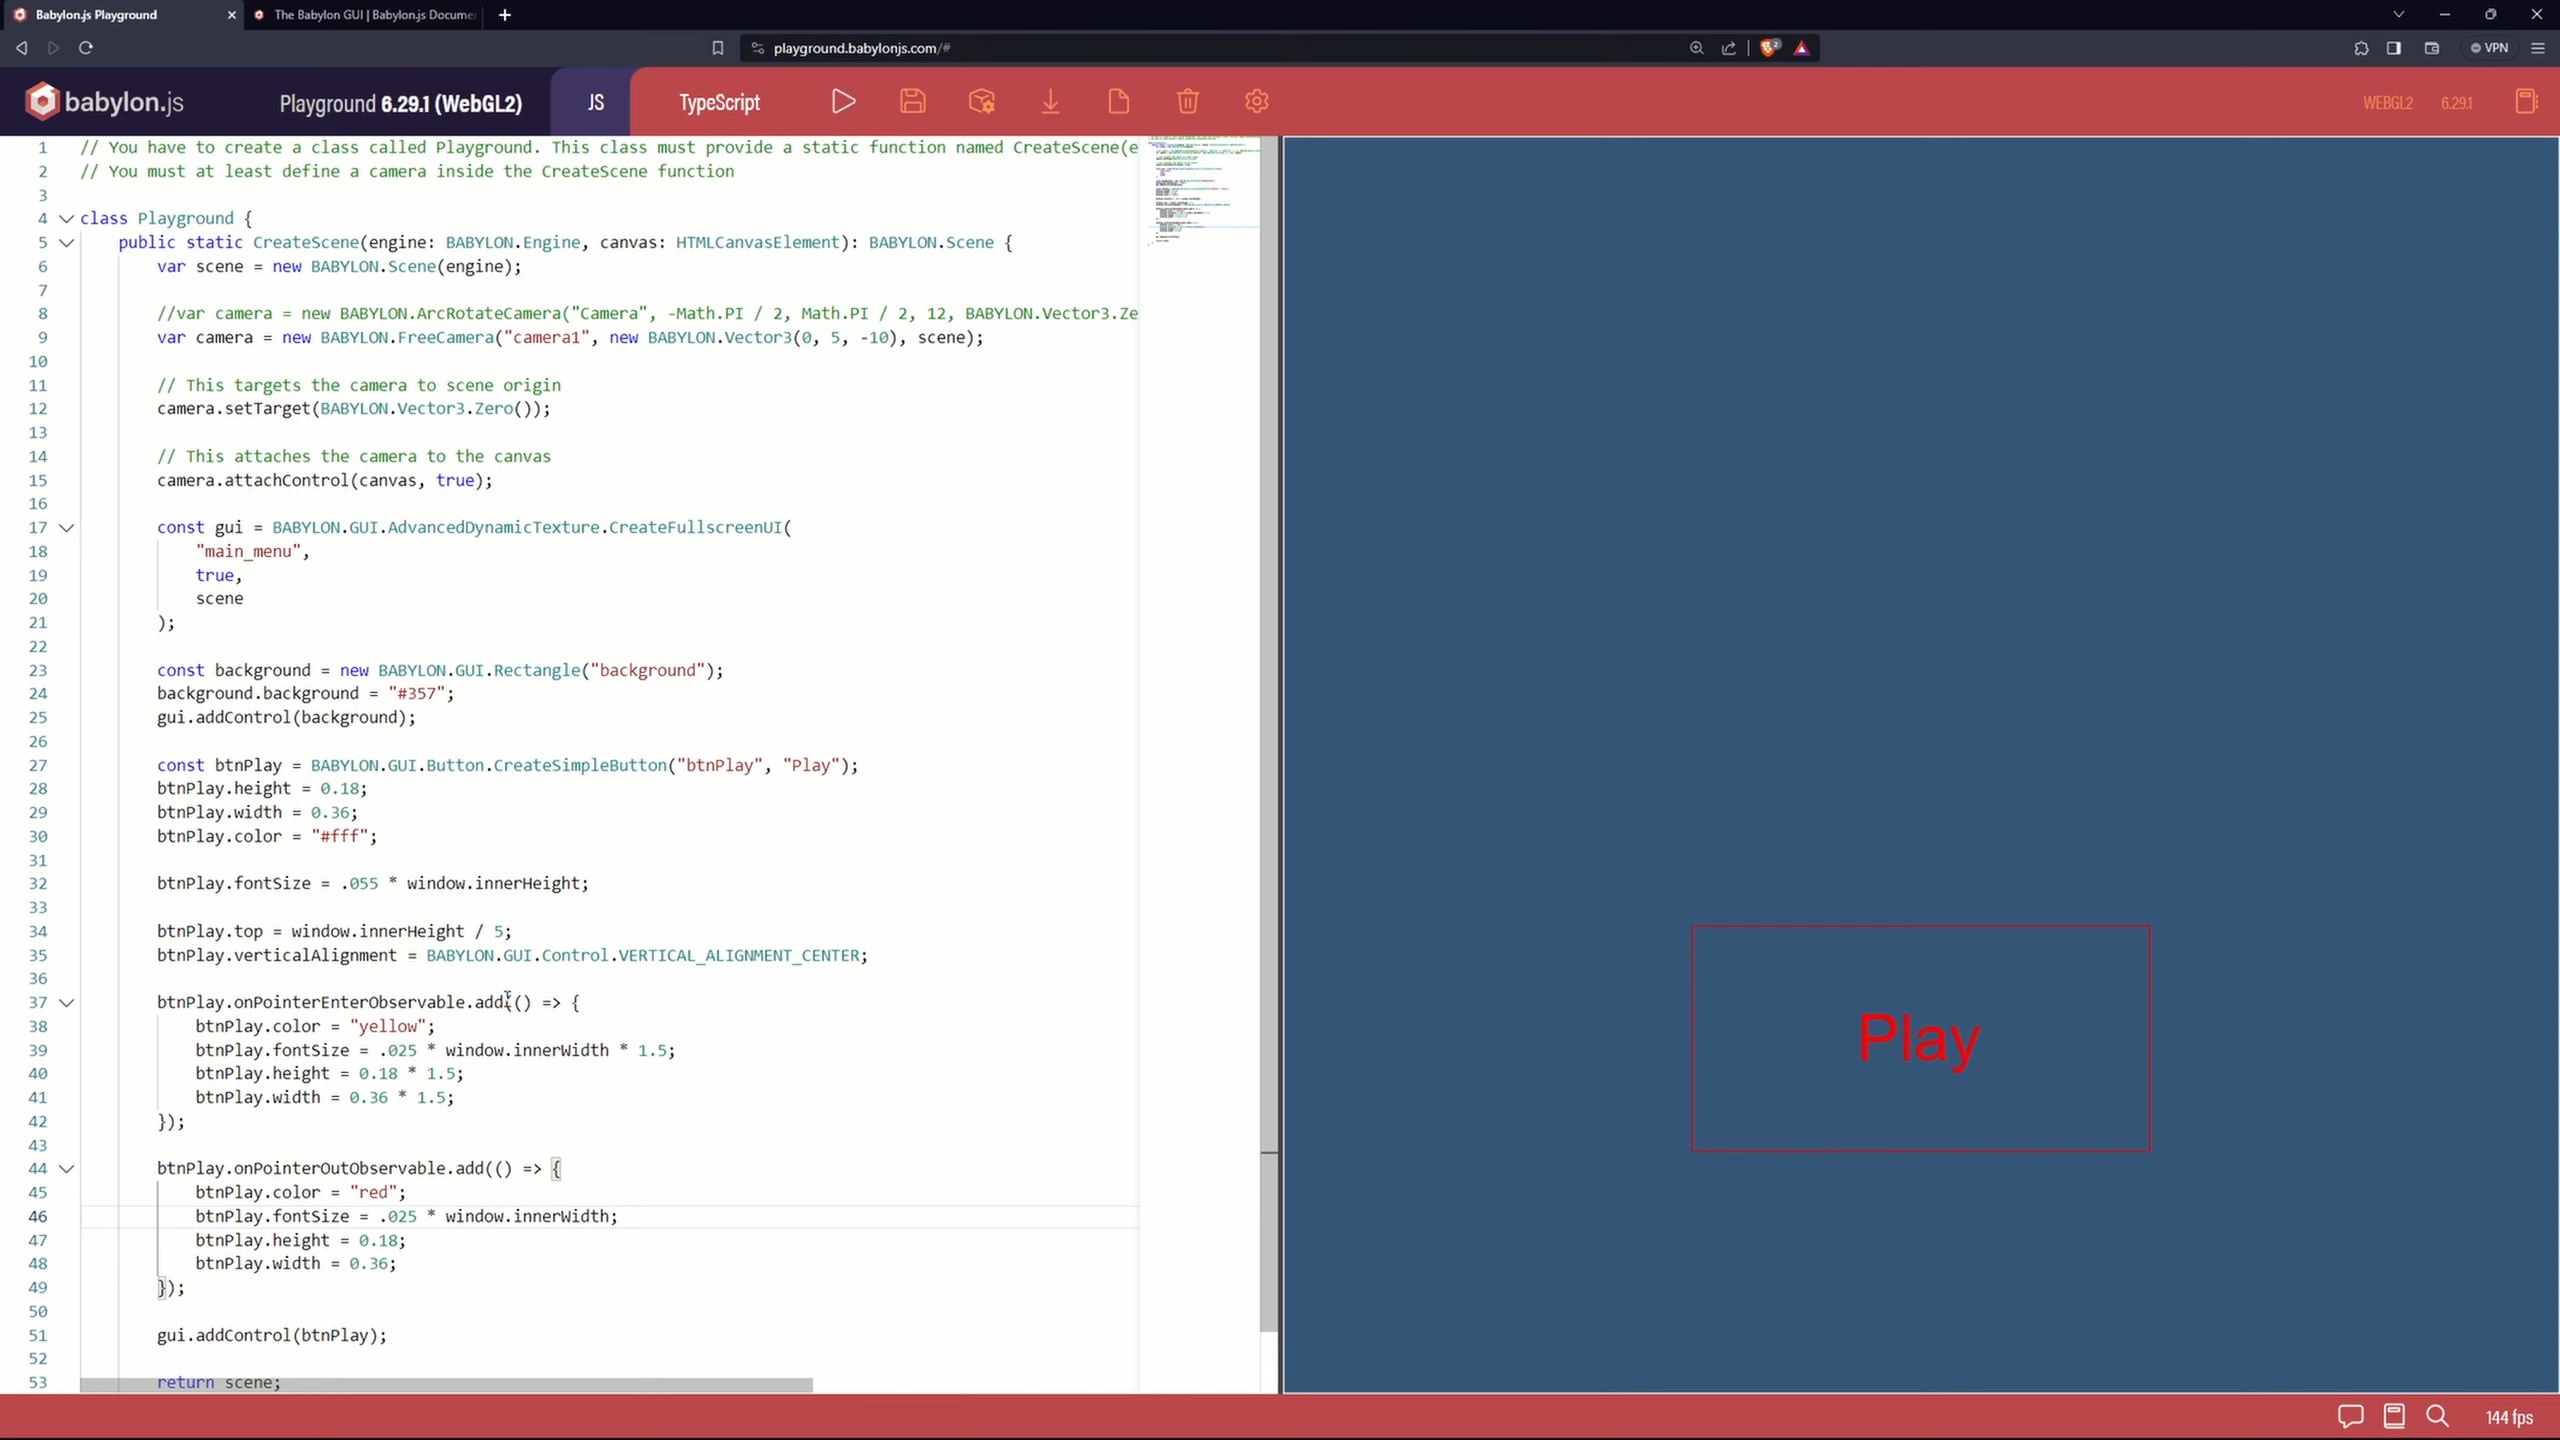 Babylon.js Playground
The Babylon GUI | Babylon.js Docume
playground.babylonjs.com/#
2
VPN
babylon.js
Playground 6.29.1 (WebGL2)
JS
TypeScript
WEBGL2
6.29.1
1 // You have to create a class called Playground. This class must provide a static function named CreateScene(e
2 // You must at least define a camera inside the CreateScene function
3
4 class Playground {
5 public static CreateScene(engine: BABYLON.Engine, canvas: HTMLCanvasElement): BABYLON.Scene {
6 var scene = new BABYLON.Scene(engine);
7
8 //var camera = new BABYLON.ArcRotateCamera("Camera", -Math.PI / 2, Math.PI / 2, 12, BABYLON.Vector3.Ze
9 var camera = new BABYLON.FreeCamera("camera1", new BABYLON.Vector3(0, 5, -10), scene);
10
11 // This targets the camera to scene origin
12 camera.setTarget(BABYLON.Vector3.Zero());
13
14 // This attaches the camera to the canvas
15 camera.attachControl(canvas, true);
16
17 const gui = BABYLON.GUI.AdvancedDynamicTexture.CreateFullscreenUI(
18 "main_menu",
19 true,
20 scene
21 );
22
23 const background = new BABYLON.GUI.Rectangle("background");
24 background.background = "#357";
25 gui.addControl(background);
26
27 const btnPlay = BABYLON.GUI.Button.CreateSimpleButton("btnPlay", "Play");
28 btnPlay.height = 0.18;
29 btnPlay.width = 0.36;
30 btnPlay.color = "#fff";
31
32 btnPlay.fontSize = .055 * window.innerHeight;
33
34 btnPlay.top = window.innerHeight / 5;
35 btnPlay.verticalAlignment = BABYLON.GUI.Control.VERTICAL_ALIGNMENT_CENTER;
36
37 btnPlay.onPointerEnterObservable.add(() => {
38 btnPlay.color = "yellow";
39 btnPlay.fontSize = .025 * window.innerWidth * 1.5;
40 btnPlay.height = 0.18 * 1.5;
41 btnPlay.width = 0.36 * 1.5;
42 });
43
44 btnPlay.onPointerOutObservable.add(() => {
45 btnPlay.color = "red";
46 btnPlay.fontSize = .025 * window.innerWidth;
47 btnPlay.height = 0.18;
48 btnPlay.width = 0.36;
49 });
50
51 gui.addControl(btnPlay);
52
53 return scene;
Play
144 fps